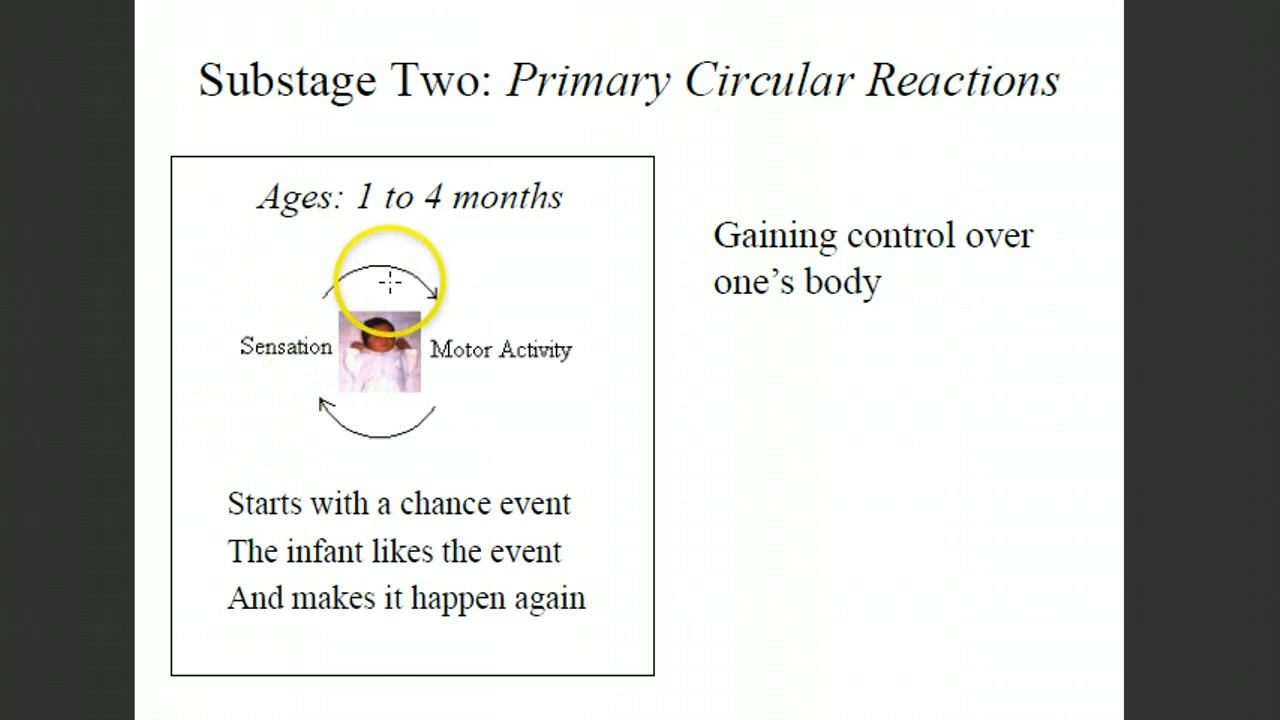 Substage Two: Primary Circular Reactions
Ages: 1 to 4 months
Sensation
Motor Activity
Starts with a chance event
The infant likes the event
And makes it happen again
Gaining control over
one's body